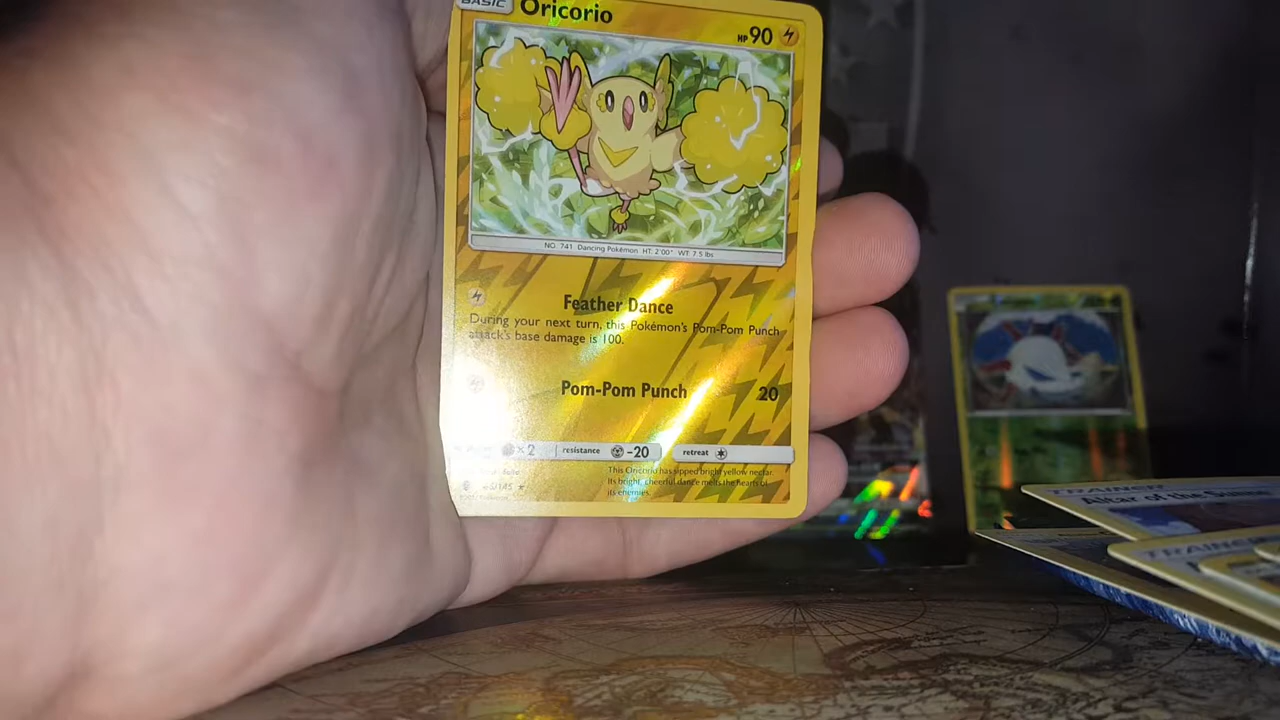 BASIC Oricorio HP 90
NO. 741 Dancing Pokémon HT: 2'00" WT: 7.5 lbs
Feather Dance
During your next turn, this Pokémon's Pom-Pom Punch
attack's base damage is 100.
Pom-Pom Punch 20
×2 resistance -20 retreat
This Oricorio has sipped bright yellow nectar.
Its bright, cheerful dance melts the hearts of
its enemies.
/145
TRAINER
Altar of the
TRAINER